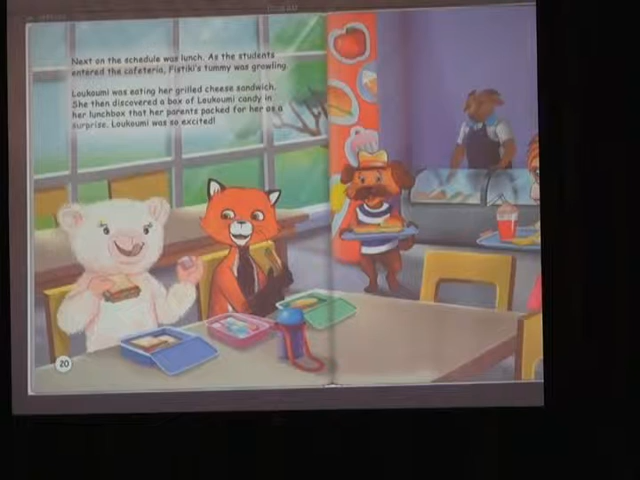 Next on the schedule was lunch. As the students
entered the cafeteria, Fistiki's tummy was growling.
Loukoumi was eating her grilled cheese sandwich.
She then discovered a box of Loukoumi candy in
her lunchbox that her parents packed for her as a
surprise. Loukoumi was so excited!
20